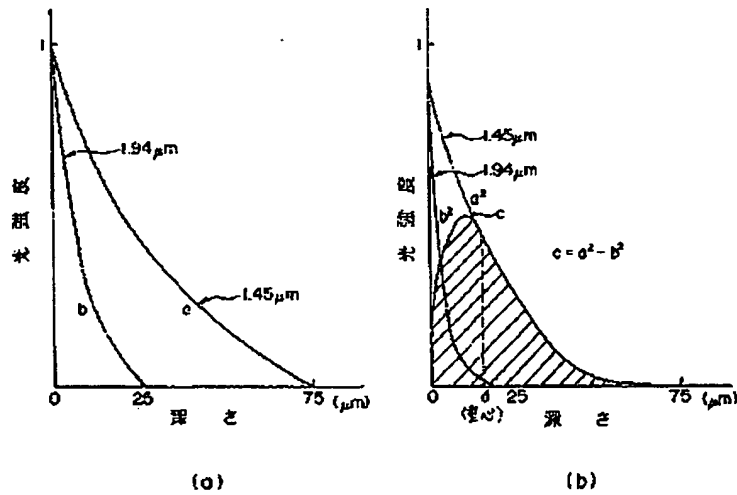 1
光強度
1.94μm
1.45μm
b
a
0
25
75
(μm)
深さ
(a)
1
光強度
1.45μm
1.94μm
a²
b²
c
c = a² - b²
0
d
(重心)
25
75
(μm)
深さ
(b)